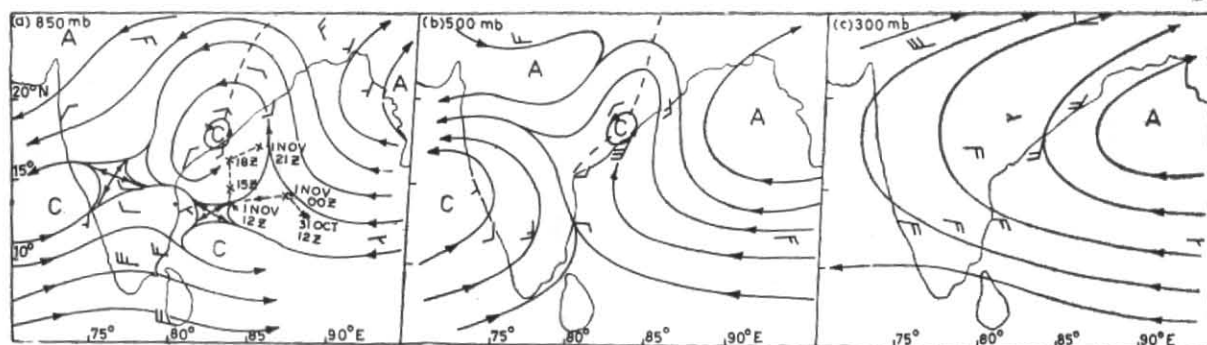 (a) 850 mb
A
A
20°N
C
1 NOV
21Z
18Z
15°
15Z
C
1 NOV
00Z
1 NOV
12Z
31 OCT
12Z
C
10°
75°
80°
85°
90°E
(b) 500 mb
A
A
C
C
75°
80
85°
90°E
(c) 300 mb
A
75°
80°
85°
90°E